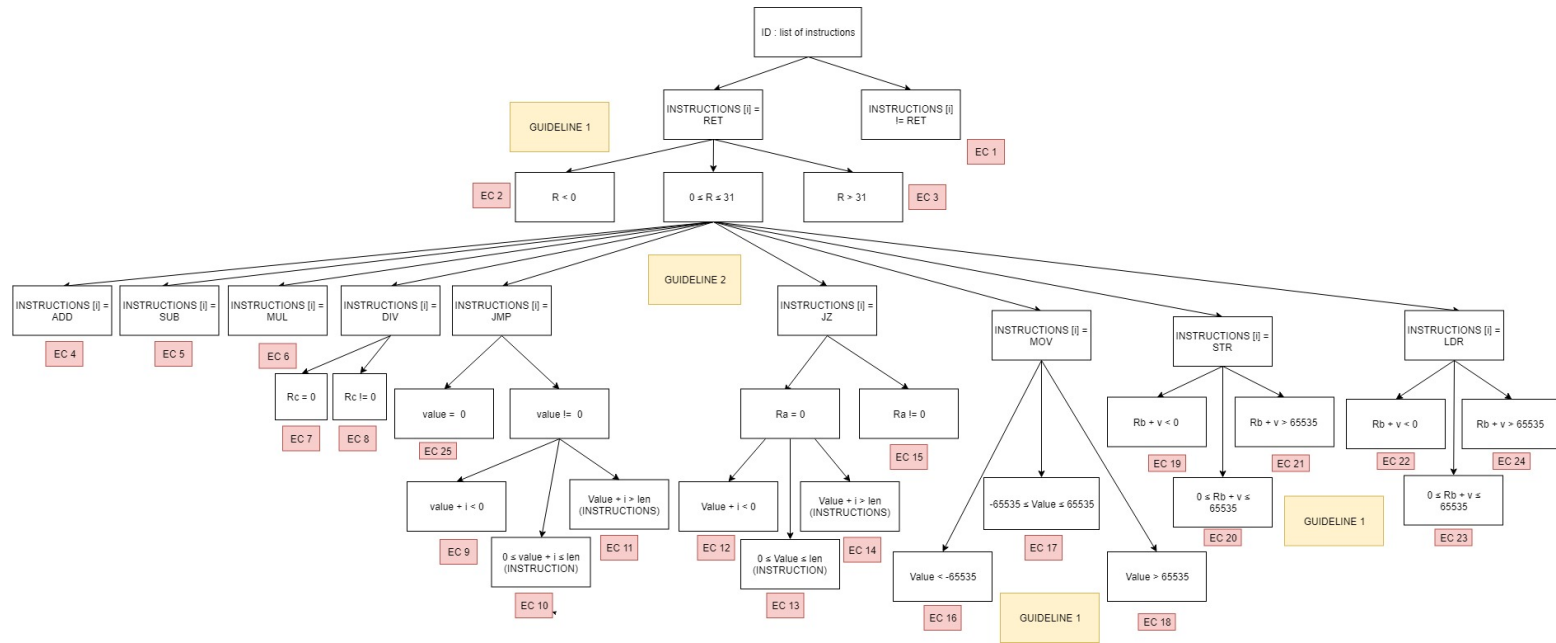 ID : list of instructions
GUIDELINE 1
INSTRUCTIONS [i] =
RET
INSTRUCTIONS [i]
!= RET
EC 1
EC 2
R < 0
0 ≤ R ≤ 31
R > 31
EC 3
GUIDELINE 2
INSTRUCTIONS [i] =
ADD
INSTRUCTIONS [i] =
SUB
INSTRUCTIONS [i] =
MUL
INSTRUCTIONS [i] =
DIV
INSTRUCTIONS [i] =
JMP
INSTRUCTIONS [i] =
JZ
INSTRUCTIONS [i] =
MOV
INSTRUCTIONS [i] =
STR
INSTRUCTIONS [i] =
LDR
EC 4
EC 5
EC 6
Rc = 0
Rc != 0
value = 0
value != 0
Ra = 0
Ra != 0
Rb + v < 0
Rb + v > 65535
Rb + v < 0
Rb + v > 65535
EC 7
EC 8
EC 25
EC 15
EC 19
EC 21
EC 22
EC 24
value + i < 0
Value + i > len
(INSTRUCTIONS)
Value + i < 0
Value + i > len
(INSTRUCTIONS)
-65535 ≤ Value ≤ 65535
0 ≤ Rb + v ≤
65535
GUIDELINE 1
0 ≤ Rb + v ≤
65535
EC 9
0 ≤ value + i ≤ len
(INSTRUCTION)
EC 11
EC 12
0 ≤ Value ≤ len
(INSTRUCTION)
EC 14
EC 17
EC 20
EC 23
Value < -65535
Value > 65535
EC 10
EC 13
EC 16
GUIDELINE 1
EC 18